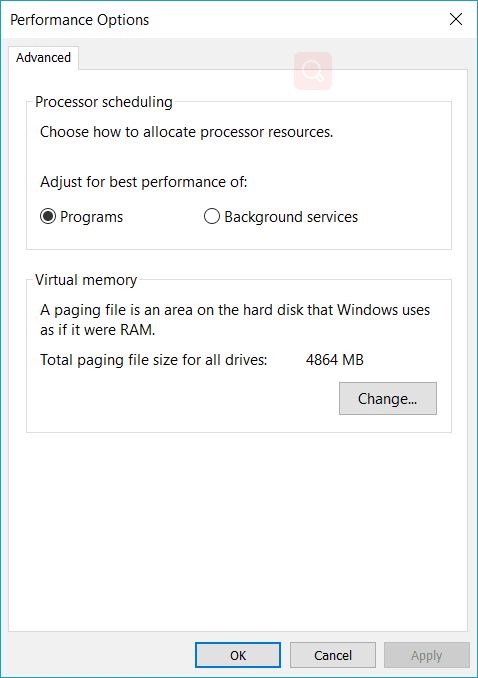 Performance Options
Advanced
Processor scheduling
Choose how to allocate processor resources.
Adjust for best performance of:
Programs
Background services
Virtual memory
A paging file is an area on the hard disk that Windows uses
as if it were RAM.
Total paging file size for all drives: 4864 MB
Change...
OK Cancel Apply